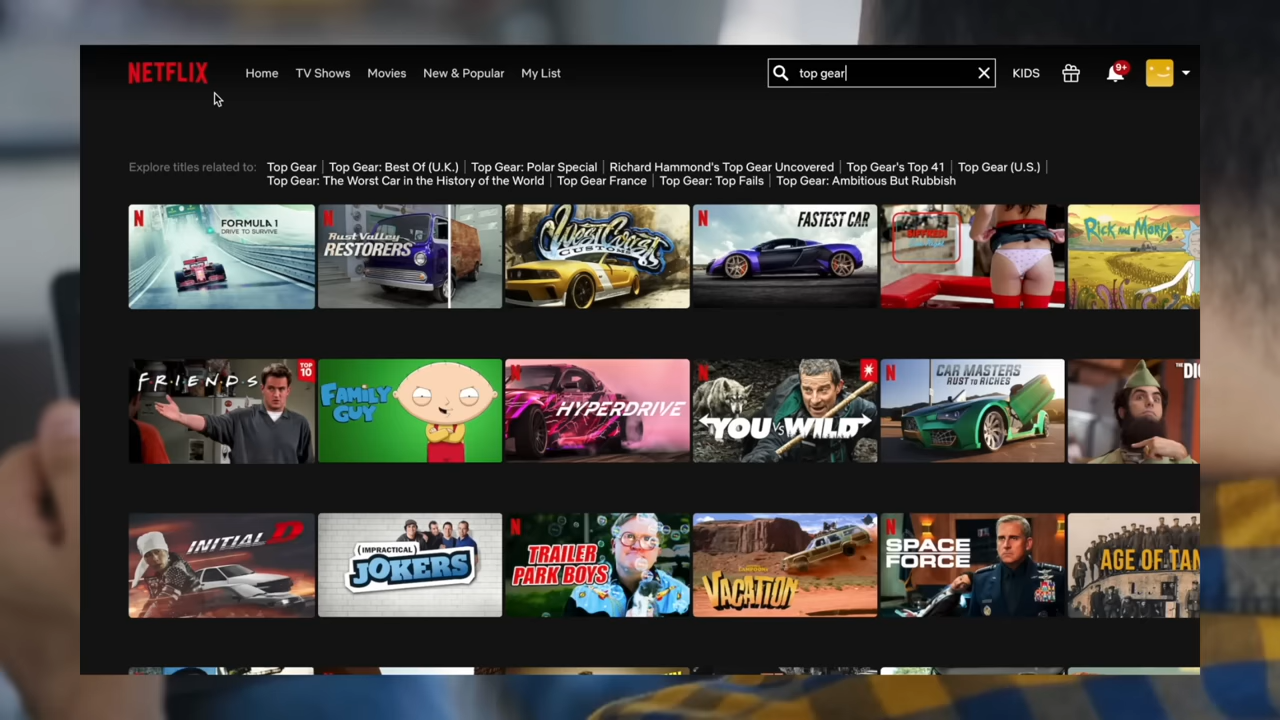 NETFLIX Home TV Shows Movies New & Popular My List top gear KIDS 9+
Explore titles related to: Top Gear | Top Gear: Best Of (U.K.) | Top Gear: Polar Special | Richard Hammond's Top Gear Uncovered | Top Gear's Top 41 | Top Gear (U.S.) |
Top Gear: The Worst Car in the History of the World | Top Gear France | Top Gear: Top Fails | Top Gear: Ambitious But Rubbish
N
FORMULA 1
DRIVE TO SURVIVE
N
Rust Valley
RESTORERS
West Coast
CUSTOMS
N
FASTEST CAR
RICK AND MORTY
FRIENDS
TOP
10
FAMILY
GUY
N
HYPERDRIVE
N
YOU VS WILD
N
CAR MASTERS
RUST TO RICHES
THE DIC
INITIAL D
IMPRACTICAL
JOKERS
N
TRAILER
PARK BOYS
VACATION
N
SPACE
FORCE
AGE OF TAN